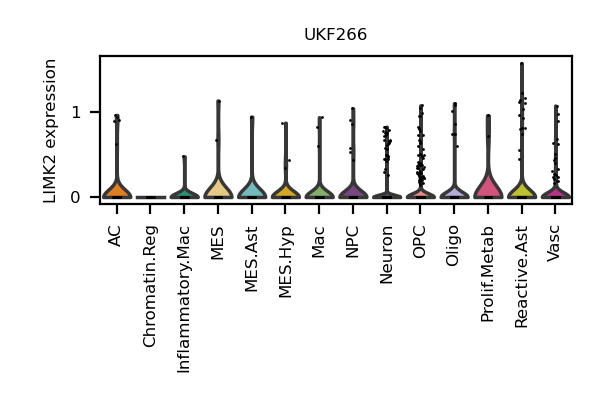 UKF266
LIMK2 expression
1
0
AC
Chromatin.Reg
Inflammatory.Mac
MES
MES.Ast
MES.Hyp
Mac
NPC
Neuron
OPC
Oligo
Prolif.Metab
Reactive.Ast
Vasc